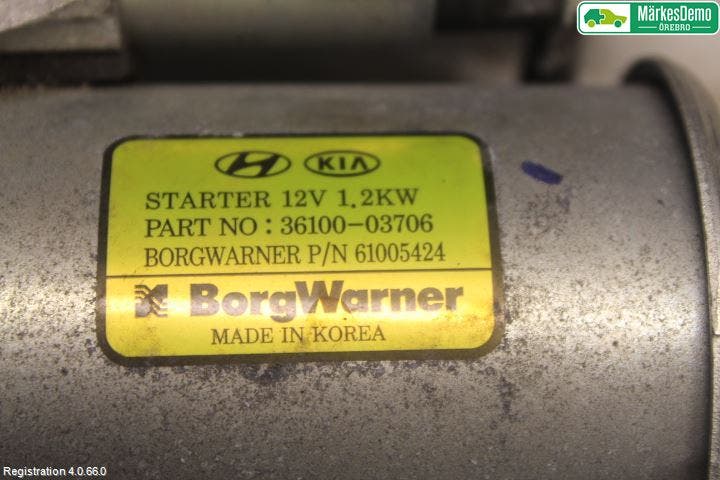 MärkesDemo
ÖREBRO
KIA
STARTER 12V 1.2KW
PART NO : 36100-03706
BORGWARNER P/N 61005424
BorgWarner
MADE IN KOREA
Registration 4.0.66.0